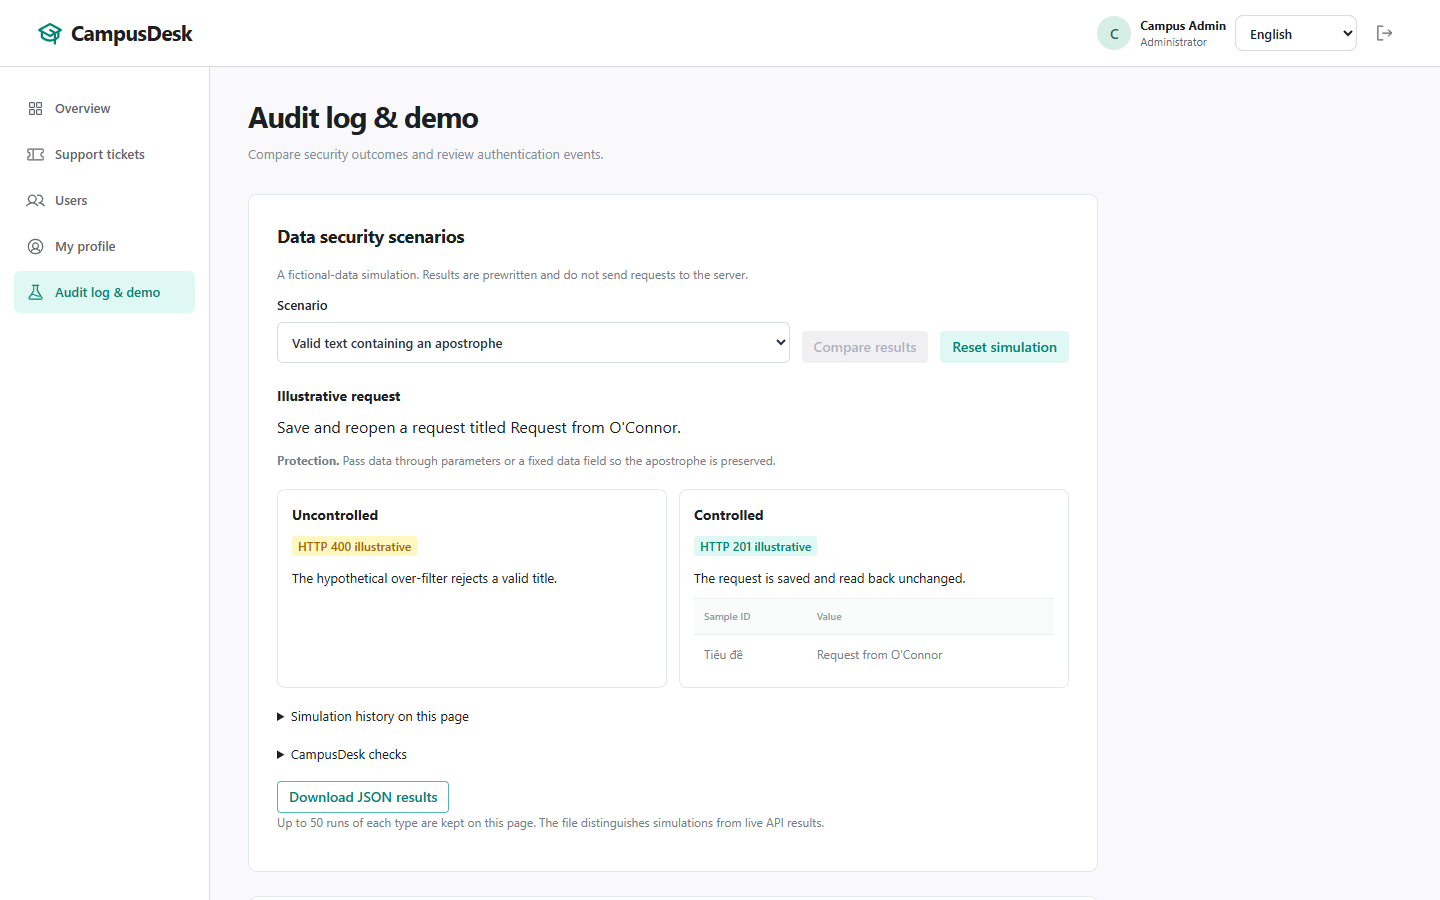 CampusDesk
C
Campus Admin
Administrator
English
Overview
Support tickets
Users
My profile
Audit log & demo
Audit log & demo
Compare security outcomes and review authentication events.
Data security scenarios
A fictional-data simulation. Results are prewritten and do not send requests to the server.
Scenario
Valid text containing an apostrophe
Compare results
Reset simulation
Illustrative request
Save and reopen a request titled Request from O'Connor.
Protection. Pass data through parameters or a fixed data field so the apostrophe is preserved.
Uncontrolled
HTTP 400 illustrative
The hypothetical over-filter rejects a valid title.
Controlled
HTTP 201 illustrative
The request is saved and read back unchanged.
Sample ID Value
Tiêu đề Request from O'Connor
Simulation history on this page
CampusDesk checks
Download JSON results
Up to 50 runs of each type are kept on this page. The file distinguishes simulations from live API results.